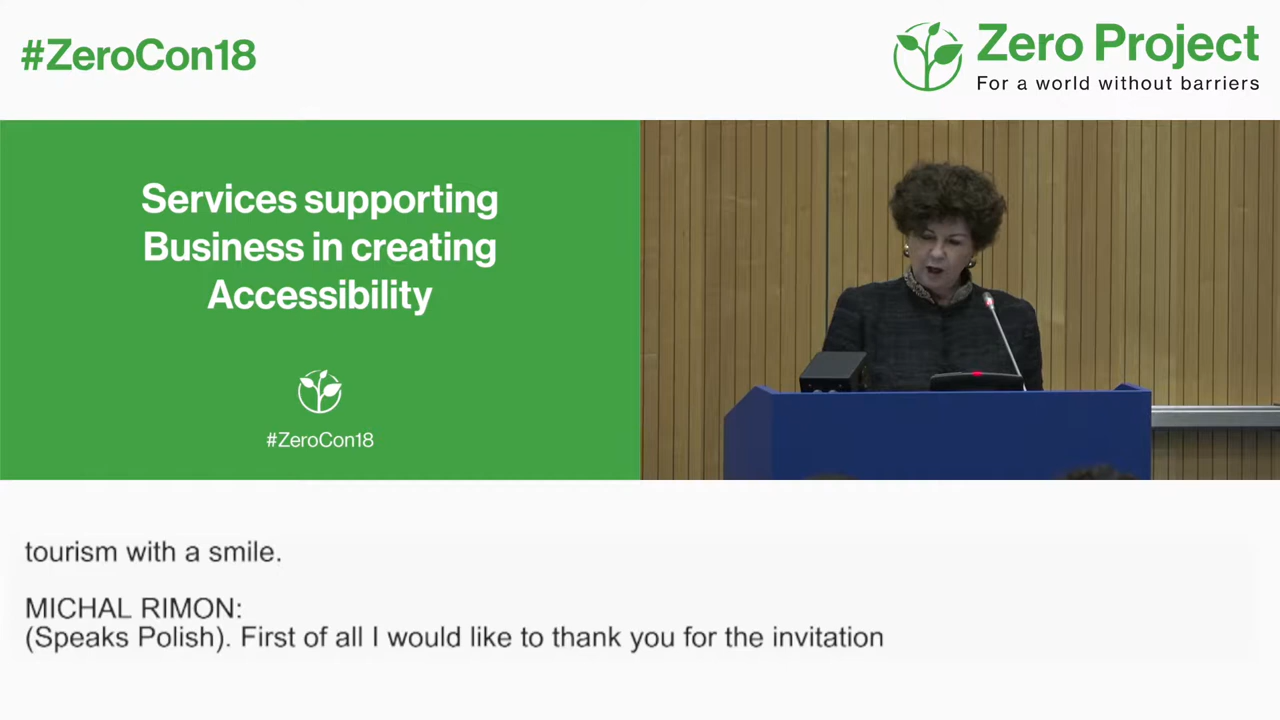 #ZeroCon18
Zero Project
For a world without barriers
Services supporting
Business in creating
Accessibility
#ZeroCon18
tourism with a smile.
MICHAL RIMON:
(Speaks Polish). First of all I would like to thank you for the invitation